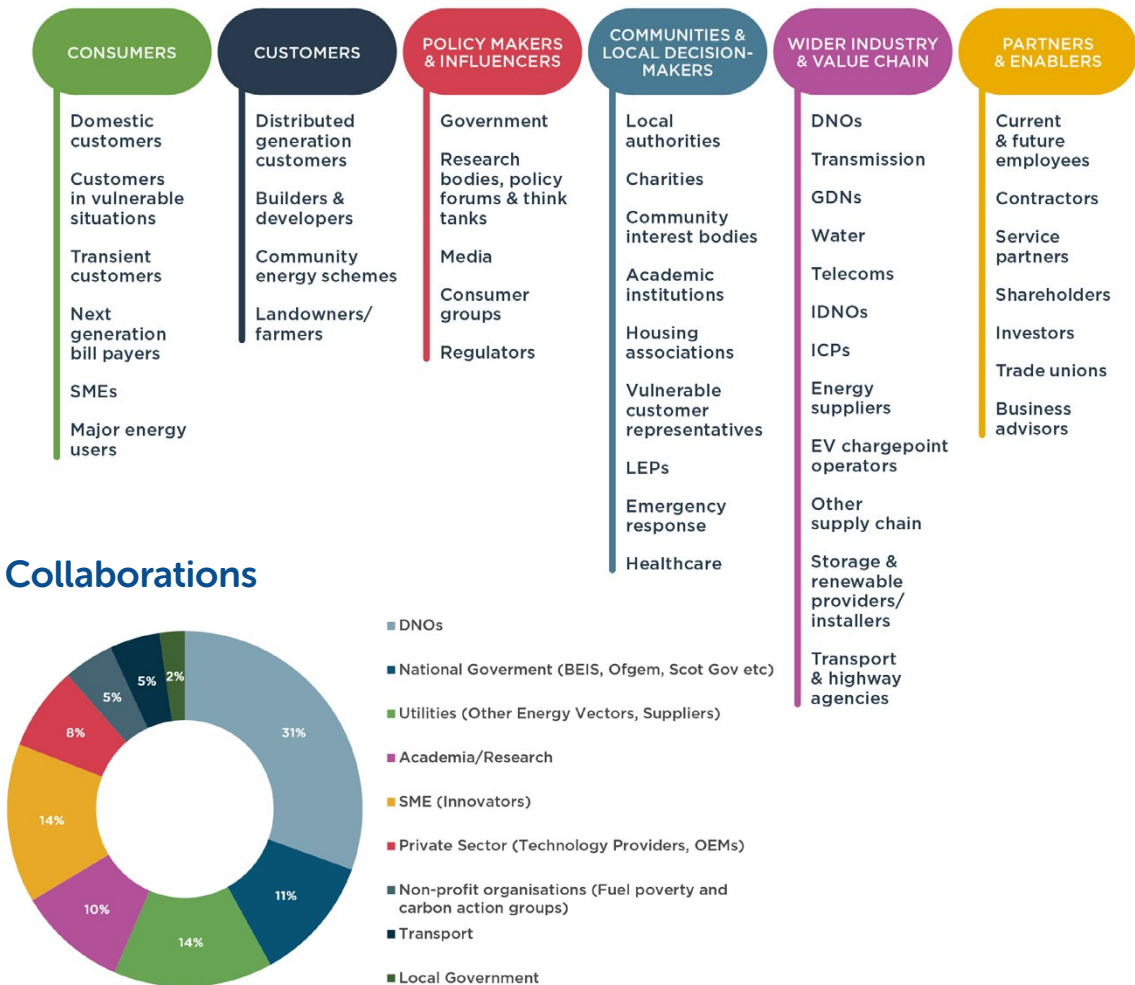 CONSUMERS
Domestic
customers
Customers
in vulnerable
situations
Transient
customers
Next
generation
bill payers
SMEs
Major energy
users
CUSTOMERS
Distributed
generation
customers
Builders &
developers
Community
energy schemes
Landowners/
farmers
POLICY MAKERS
& INFLUENCERS
Government
Research
bodies, policy
forums & think
tanks
Media
Consumer
groups
Regulators
COMMUNITIES &
LOCAL DECISION-
MAKERS
Local
authorities
Charities
Community
interest bodies
Academic
institutions
Housing
associations
Vulnerable
customer
representatives
LEPs
Emergency
response
Healthcare
WIDER INDUSTRY
& VALUE CHAIN
DNOs
Transmission
GDNs
Water
Telecoms
IDNOs
ICPs
Energy
suppliers
EV chargepoint
operators
Other
supply chain
Storage &
renewable
providers/
installers
Transport
& highway
agencies
PARTNERS
& ENABLERS
Current
& future
employees
Contractors
Service
partners
Shareholders
Investors
Trade unions
Business
advisors
Collaborations
31%
11%
14%
10%
14%
8%
5%
5%
2%
DNOs
National Goverment (BEIS, Ofgem, Scot Gov etc)
Utilities (Other Energy Vectors, Suppliers)
Academia/Research
SME (Innovators)
Private Sector (Technology Providers, OEMs)
Non-profit organisations (Fuel poverty and
carbon action groups)
Transport
Local Government